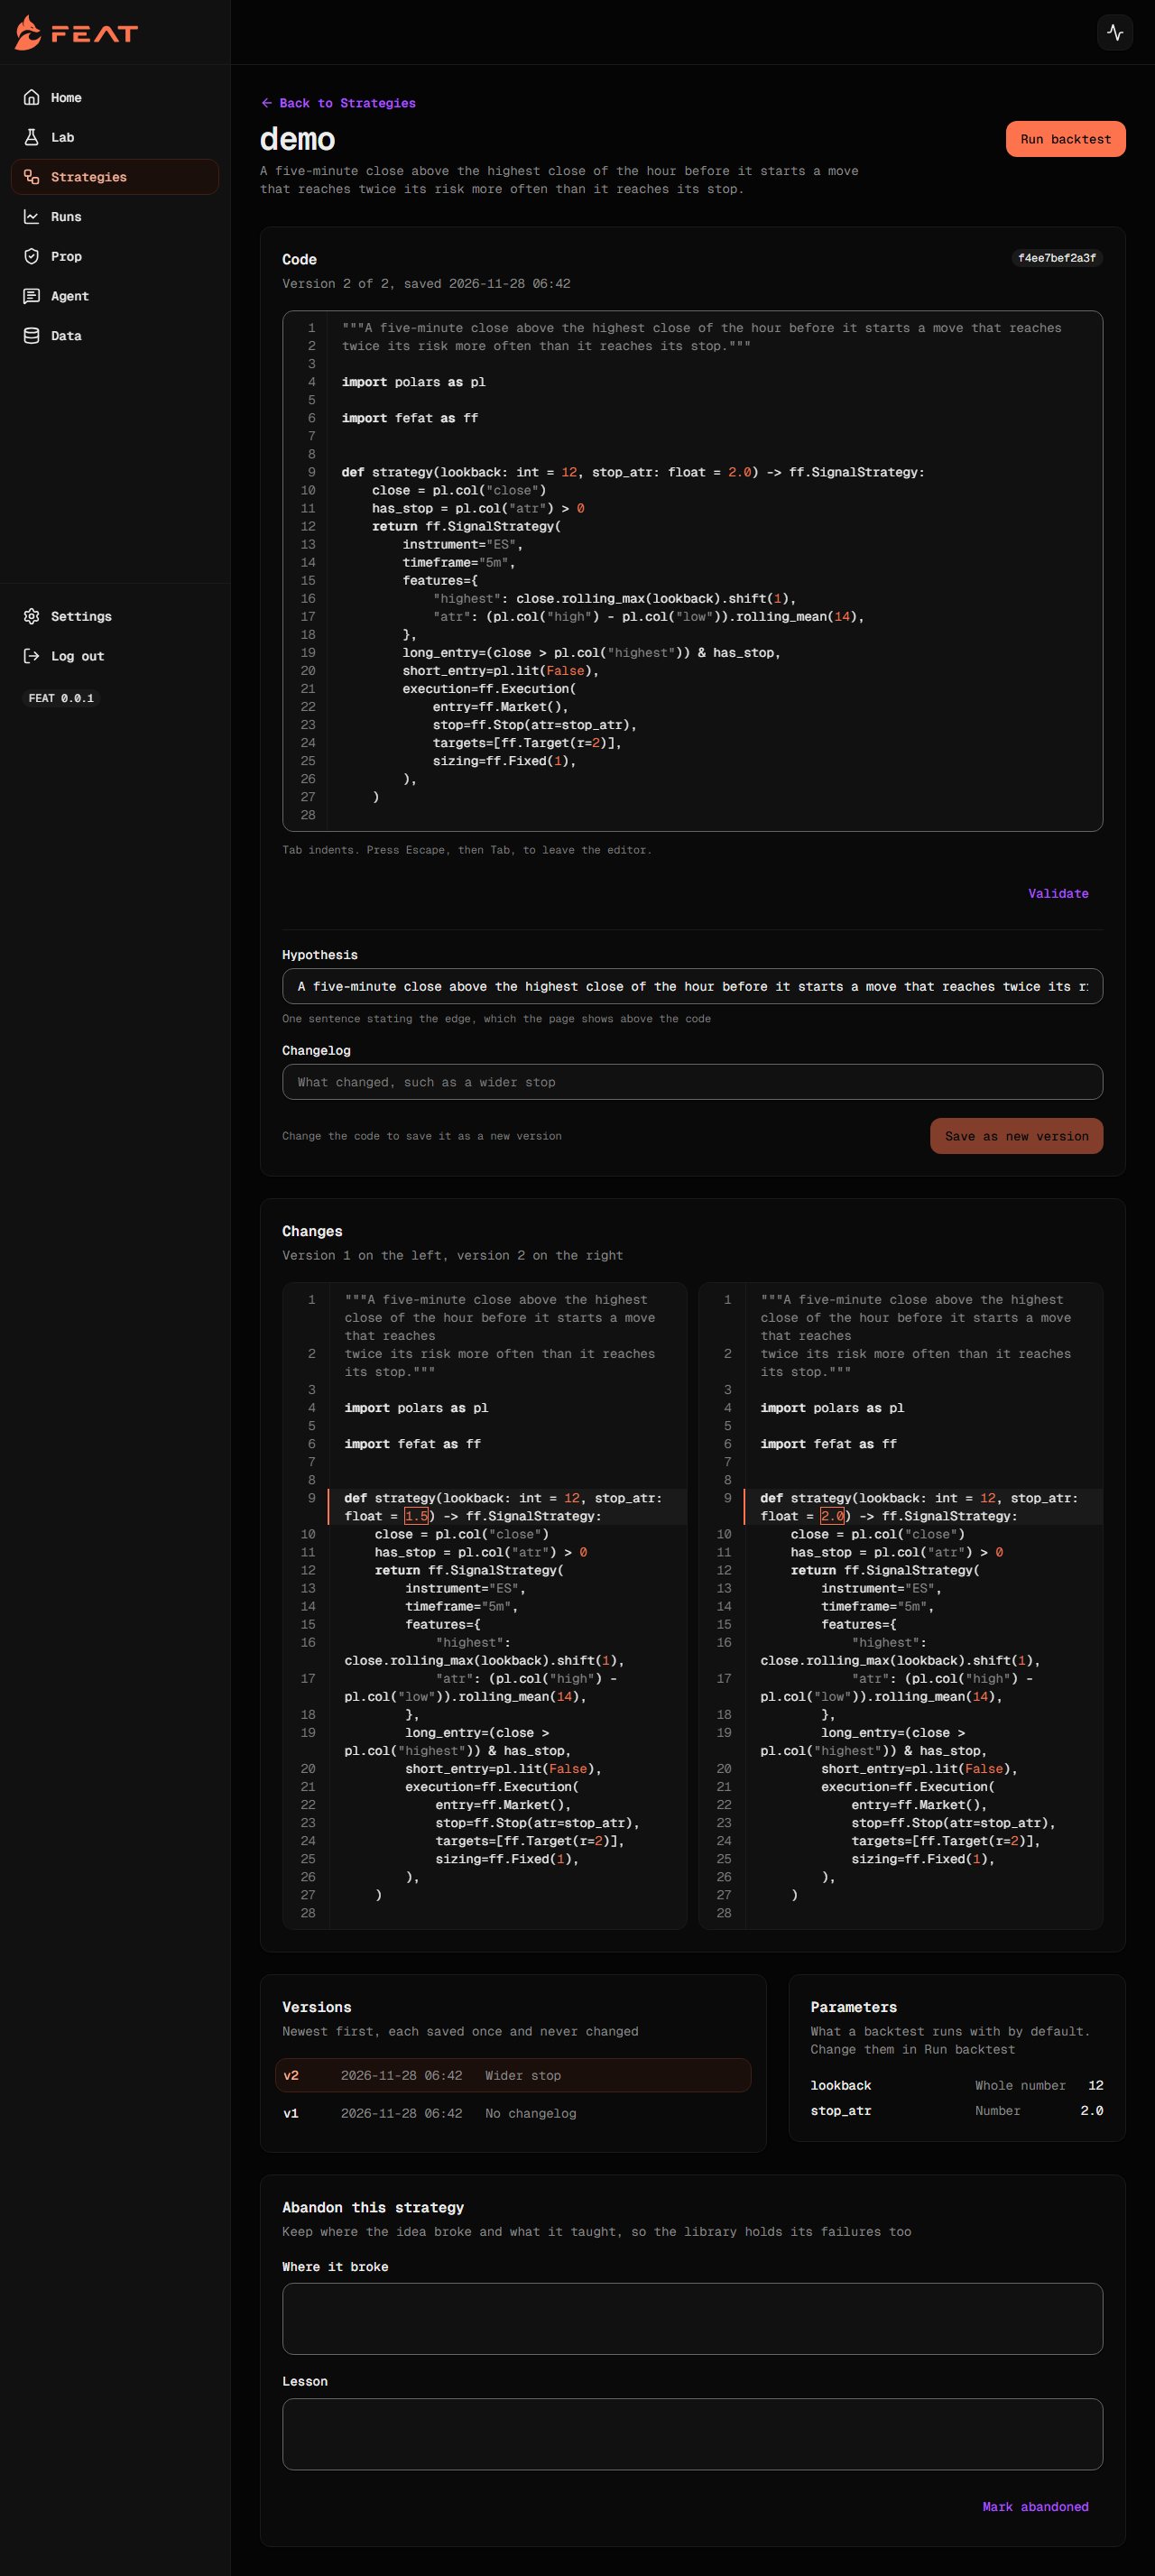 FEAT
Home
Lab
Strategies
Runs
Prop
Agent
Data
Settings
Log out
FEAT 0.0.1
← Back to Strategies
demo
Run backtest
A five-minute close above the highest close of the hour before it starts a move
that reaches twice its risk more often than it reaches its stop.
Code
f4ee7bef2a3f
Version 2 of 2, saved 2026-11-28 06:42
1 """A five-minute close above the highest close of the hour before it starts a move that reaches
2 twice its risk more often than it reaches its stop."""
3
4 import polars as pl
5
6 import fefat as ff
7
8
9 def strategy(lookback: int = 12, stop_atr: float = 2.0) -> ff.SignalStrategy:
10     close = pl.col("close")
11     has_stop = pl.col("atr") > 0
12     return ff.SignalStrategy(
13         instrument="ES",
14         timeframe="5m",
15         features={
16             "highest": close.rolling_max(lookback).shift(1),
17             "atr": (pl.col("high") - pl.col("low")).rolling_mean(14),
18         },
19         long_entry=(close > pl.col("highest")) & has_stop,
20         short_entry=pl.lit(False),
21         execution=ff.Execution(
22             entry=ff.Market(),
23             stop=ff.Stop(atr=stop_atr),
24             targets=[ff.Target(r=2)],
25             sizing=ff.Fixed(1),
26         ),
27     )
28
Tab indents. Press Escape, then Tab, to leave the editor.
Validate
Hypothesis
A five-minute close above the highest close of the hour before it starts a move that reaches twice its
One sentence stating the edge, which the page shows above the code
Changelog
What changed, such as a wider stop
Change the code to save it as a new version
Save as new version
Changes
Version 1 on the left, version 2 on the right
1 """A five-minute close above the highest
close of the hour before it starts a move
that reaches
2 twice its risk more often than it reaches
its stop."""
3
4 import polars as pl
5
6 import fefat as ff
7
8
9 def strategy(lookback: int = 12, stop_atr:
float = 1.5) -> ff.SignalStrategy:
10     close = pl.col("close")
11     has_stop = pl.col("atr") > 0
12     return ff.SignalStrategy(
13         instrument="ES",
14         timeframe="5m",
15         features={
16             "highest":
close.rolling_max(lookback).shift(1),
17             "atr": (pl.col("high") -
pl.col("low")).rolling_mean(14),
18         },
19         long_entry=(close >
pl.col("highest")) & has_stop,
20         short_entry=pl.lit(False),
21         execution=ff.Execution(
22             entry=ff.Market(),
23             stop=ff.Stop(atr=stop_atr),
24             targets=[ff.Target(r=2)],
25             sizing=ff.Fixed(1),
26         ),
27     )
28
1 """A five-minute close above the highest
close of the hour before it starts a move
that reaches
2 twice its risk more often than it reaches
its stop."""
3
4 import polars as pl
5
6 import fefat as ff
7
8
9 def strategy(lookback: int = 12, stop_atr:
float = 2.0) -> ff.SignalStrategy:
10     close = pl.col("close")
11     has_stop = pl.col("atr") > 0
12     return ff.SignalStrategy(
13         instrument="ES",
14         timeframe="5m",
15         features={
16             "highest":
close.rolling_max(lookback).shift(1),
17             "atr": (pl.col("high") -
pl.col("low")).rolling_mean(14),
18         },
19         long_entry=(close >
pl.col("highest")) & has_stop,
20         short_entry=pl.lit(False),
21         execution=ff.Execution(
22             entry=ff.Market(),
23             stop=ff.Stop(atr=stop_atr),
24             targets=[ff.Target(r=2)],
25             sizing=ff.Fixed(1),
26         ),
27     )
28
Versions
Newest first, each saved once and never changed
v2 2026-11-28 06:42 Wider stop
v1 2026-11-28 06:42 No changelog
Parameters
What a backtest runs with by default.
Change them in Run backtest
lookback Whole number 12
stop_atr Number 2.0
Abandon this strategy
Keep where the idea broke and what it taught, so the library holds its failures too
Where it broke
Lesson
Mark abandoned